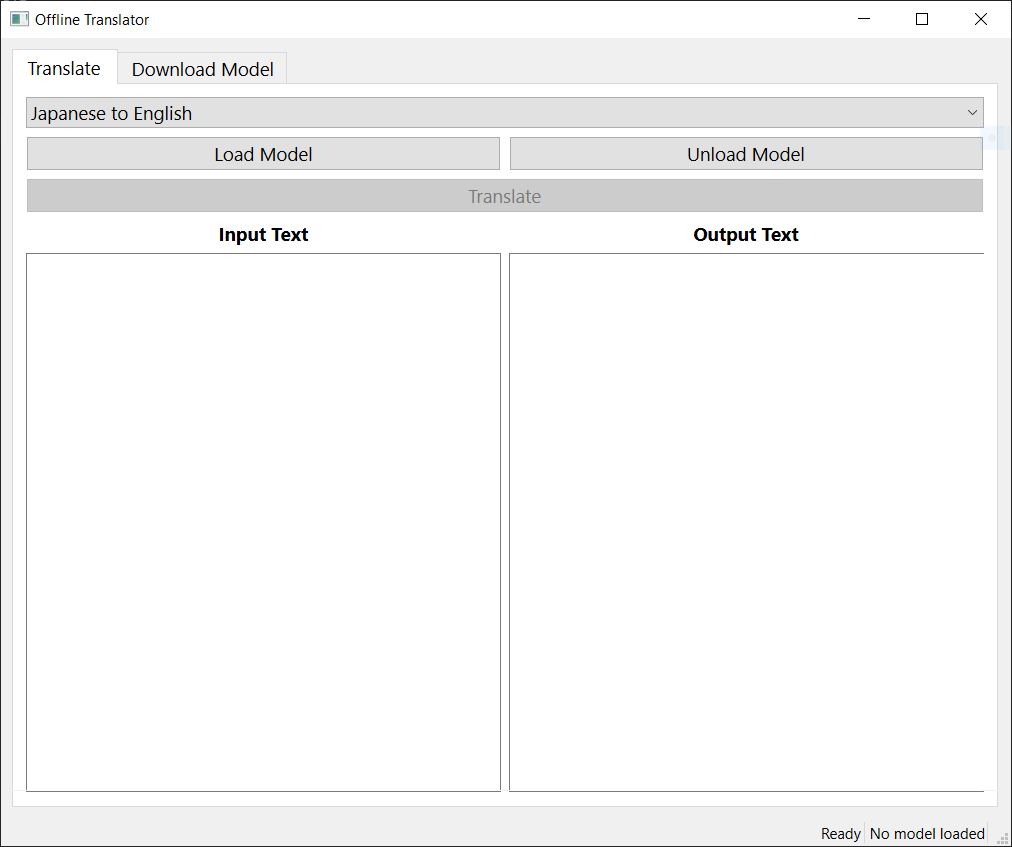 Offline Translator
Translate Download Model
Japanese to English
Load Model Unload Model
Translate
Input Text Output Text
Ready No model loaded